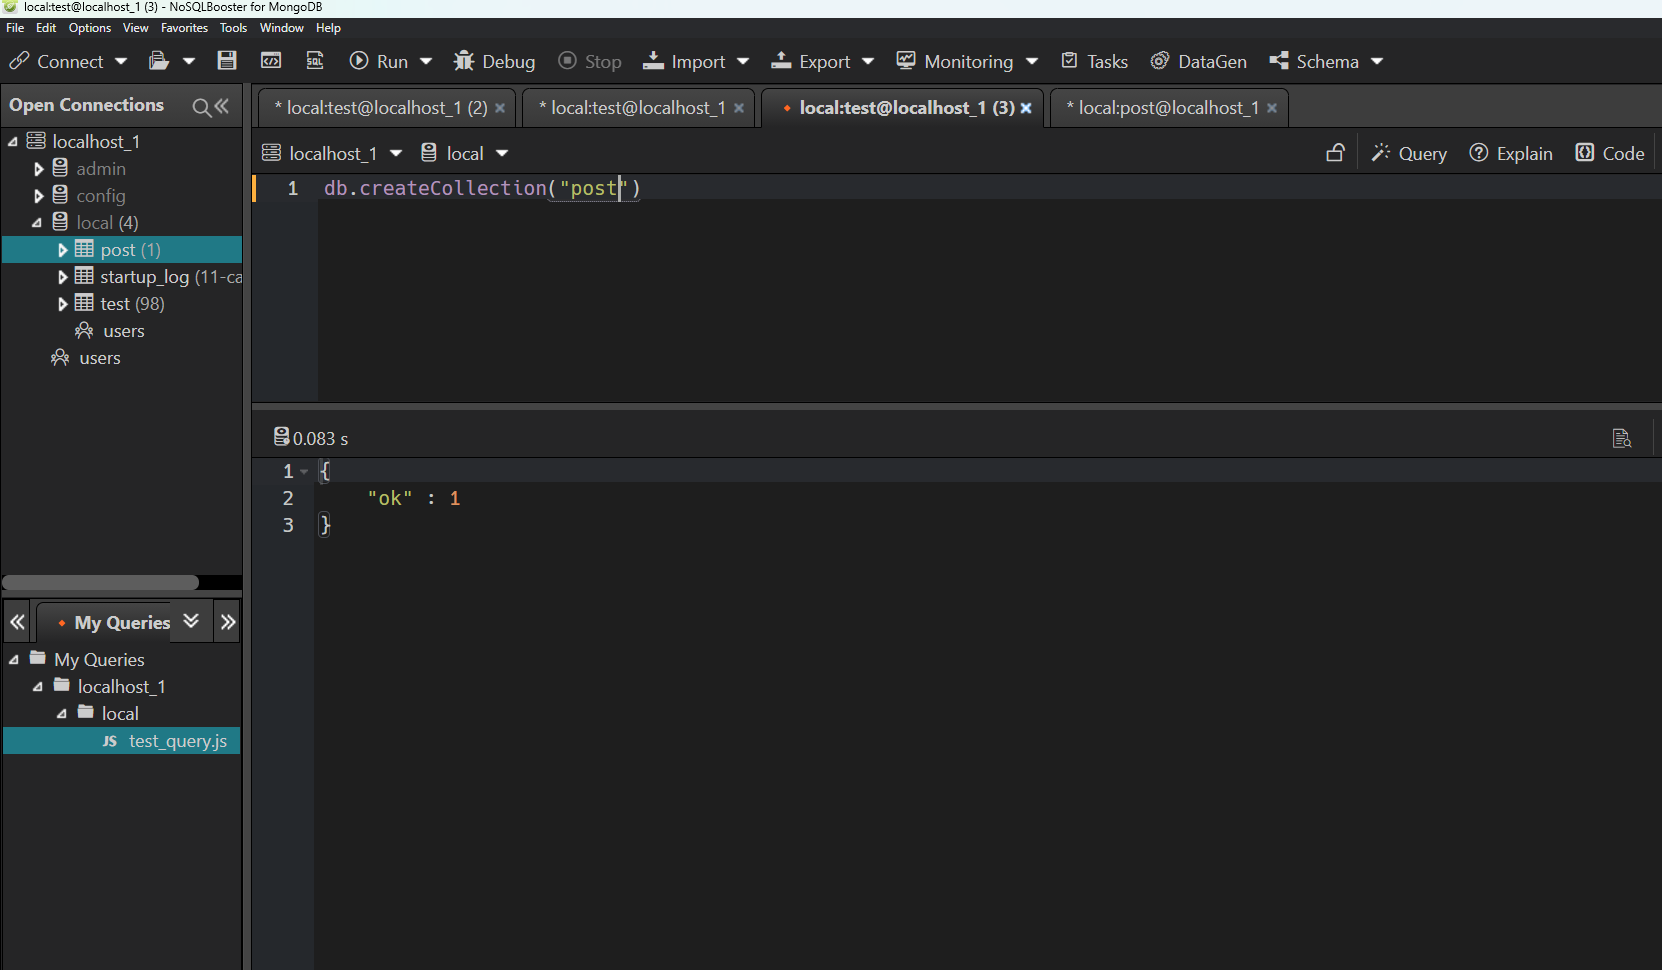 local:test@localhost_1 (3) - NoSQLBooster for MongoDB
File Edit Options View Favorites Tools Window Help
Connect SQL Run Debug Stop Import Export Monitoring Tasks DataGen Schema
Open Connections
localhost_1
admin
config
local (4)
post (1)
startup_log (11-ca
test (98)
users
users
* local:test@localhost_1 (2) × * local:test@localhost_1 × local:test@localhost_1 (3) × * local:post@localhost_1 ×
localhost_1 local Query Explain Code
1 db.createCollection("post")
0.083 s
1 {
2 "ok" : 1
3 }
My Queries
My Queries
localhost_1
local
JS test_query.js